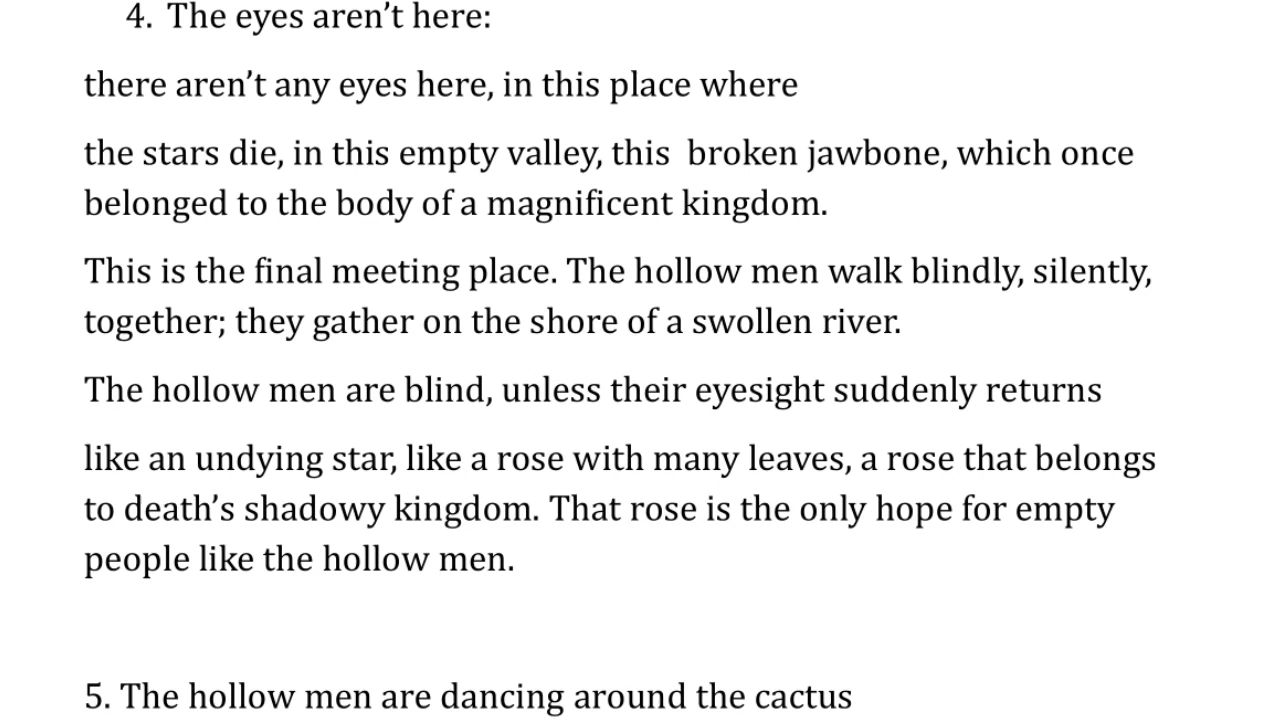 4. The eyes aren’t here:
there aren’t any eyes here, in this place where
the stars die, in this empty valley, this  broken jawbone, which once
belonged to the body of a magnificent kingdom.
This is the final meeting place. The hollow men walk blindly, silently,
together; they gather on the shore of a swollen river.
The hollow men are blind, unless their eyesight suddenly returns
like an undying star, like a rose with many leaves, a rose that belongs
to death’s shadowy kingdom. That rose is the only hope for empty
people like the hollow men.
5. The hollow men are dancing around the cactus